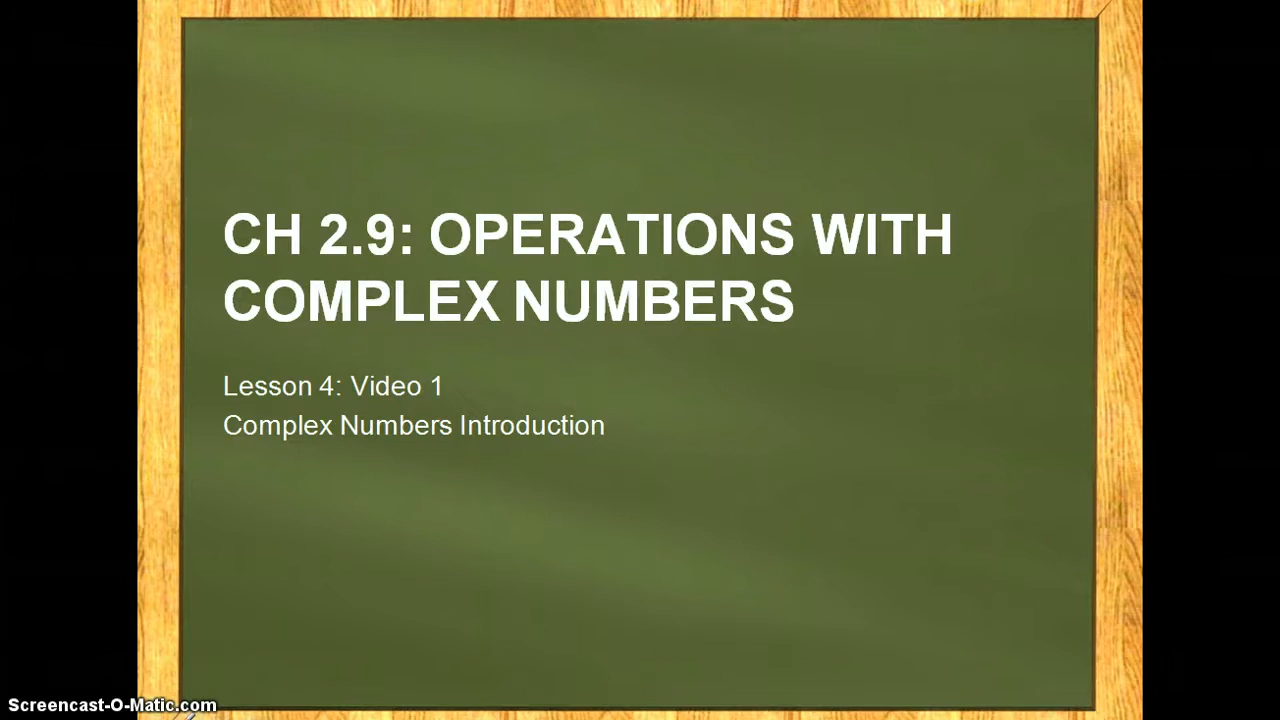 CH 2.9: OPERATIONS WITH
COMPLEX NUMBERS
Lesson 4: Video 1
Complex Numbers Introduction
Screencast-O-Matic.com